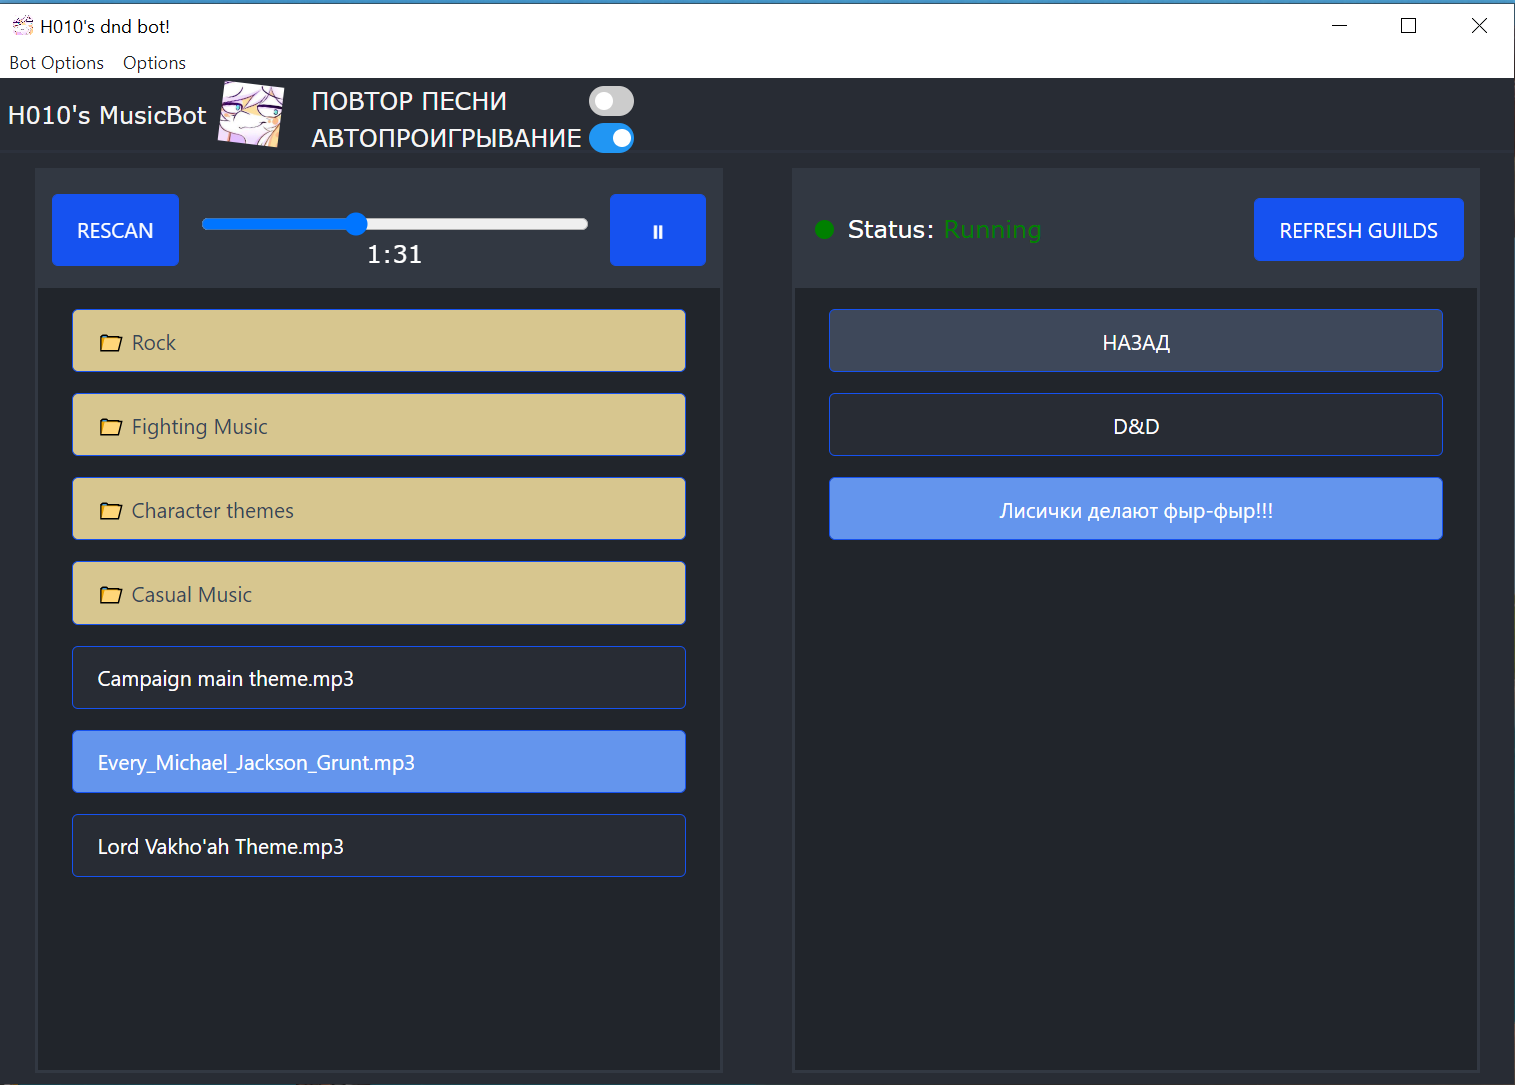 H010's dnd bot!
Bot Options Options
H010's MusicBot
ПОВТОР ПЕСНИ
АВТОПРОИГРЫВАНИЕ
RESCAN
1:31
Rock
Fighting Music
Character themes
Casual Music
Campaign main theme.mp3
Every_Michael_Jackson_Grunt.mp3
Lord Vakho'ah Theme.mp3
Status: Running
REFRESH GUILDS
НАЗАД
D&D
Лисички делают фыр-фыр!!!